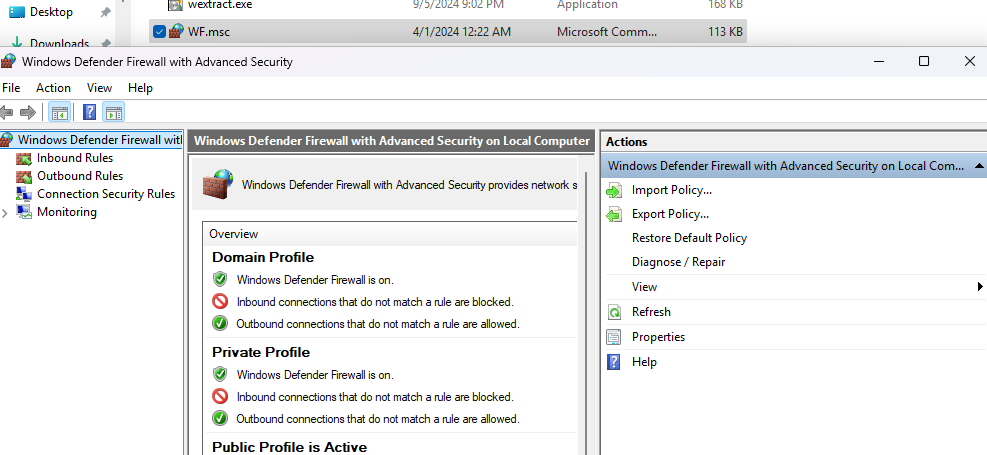 wextract.exe 9/5/2024 9:02 PM Application 168 KB
Desktop
WF.msc 4/1/2024 12:22 AM Microsoft Comm... 113 KB
Downloads
Windows Defender Firewall with Advanced Security
File Action View Help
Windows Defender Firewall wit
Inbound Rules
Outbound Rules
Connection Security Rules
Monitoring
Windows Defender Firewall with Advanced Security on Local Computer
Windows Defender Firewall with Advanced Security provides network s
Overview
Domain Profile
Windows Defender Firewall is on.
Inbound connections that do not match a rule are blocked.
Outbound connections that do not match a rule are allowed.
Private Profile
Windows Defender Firewall is on.
Inbound connections that do not match a rule are blocked.
Outbound connections that do not match a rule are allowed.
Public Profile is Active
Actions
Windows Defender Firewall with Advanced Security on Local Com...
Import Policy...
Export Policy...
Restore Default Policy
Diagnose / Repair
View
Refresh
Properties
Help